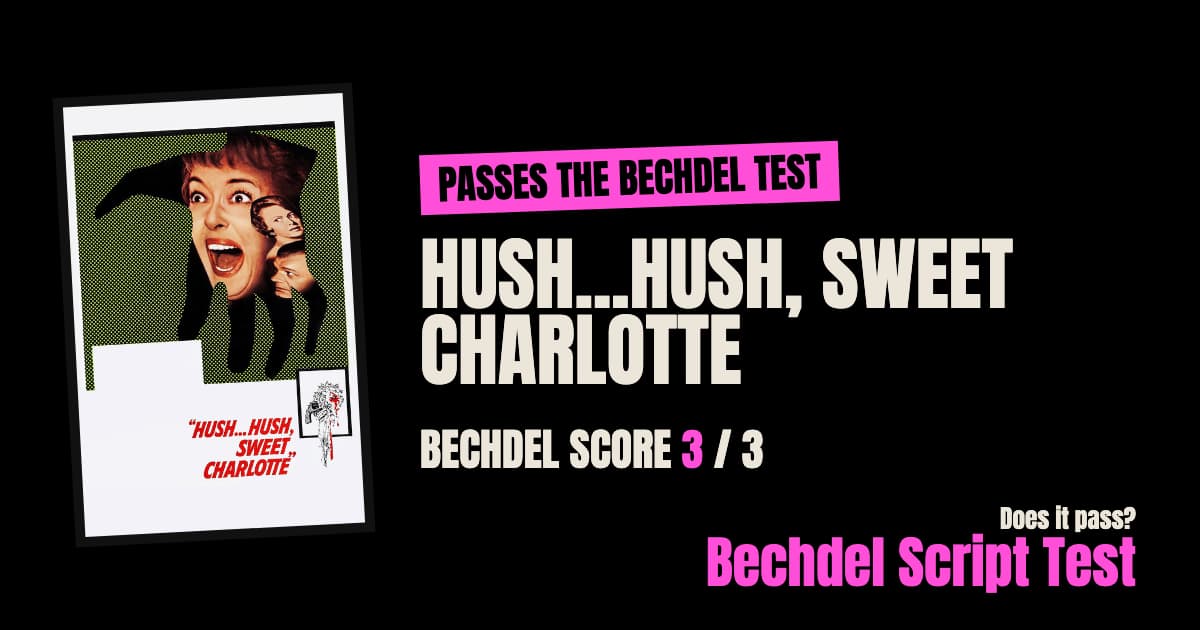 PASSES THE BECHDEL TEST
HUSH...HUSH, SWEET
CHARLOTTE
BECHDEL SCORE 3 / 3
"HUSH...HUSH,
SWEET
CHARLOTTE"
Does it pass?
Bechdel Script Test